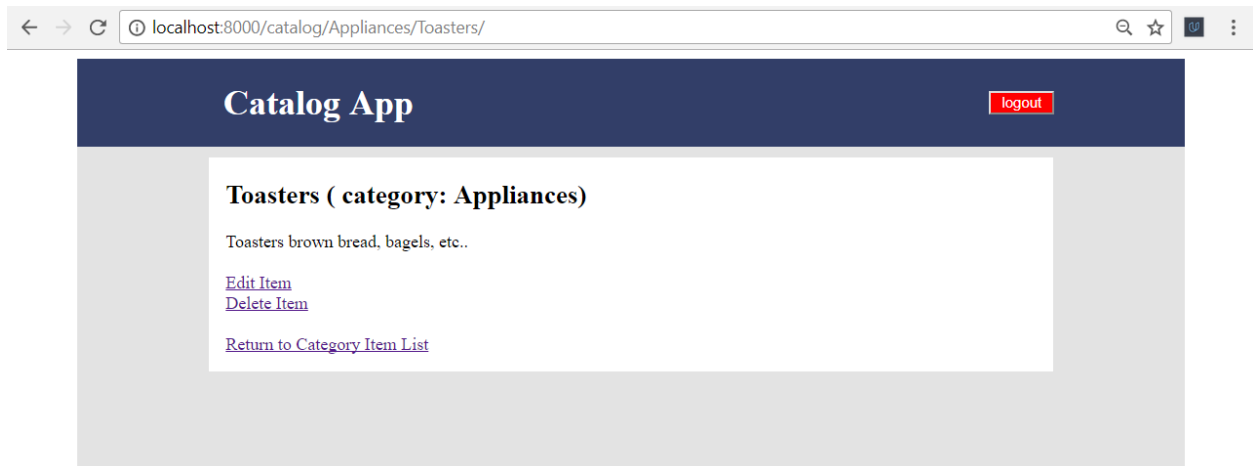 localhost:8000/catalog/Appliances/Toasters/
Catalog App
logout
Toasters ( category: Appliances)
Toasters brown bread, bagels, etc..
Edit Item
Delete Item
Return to Category Item List